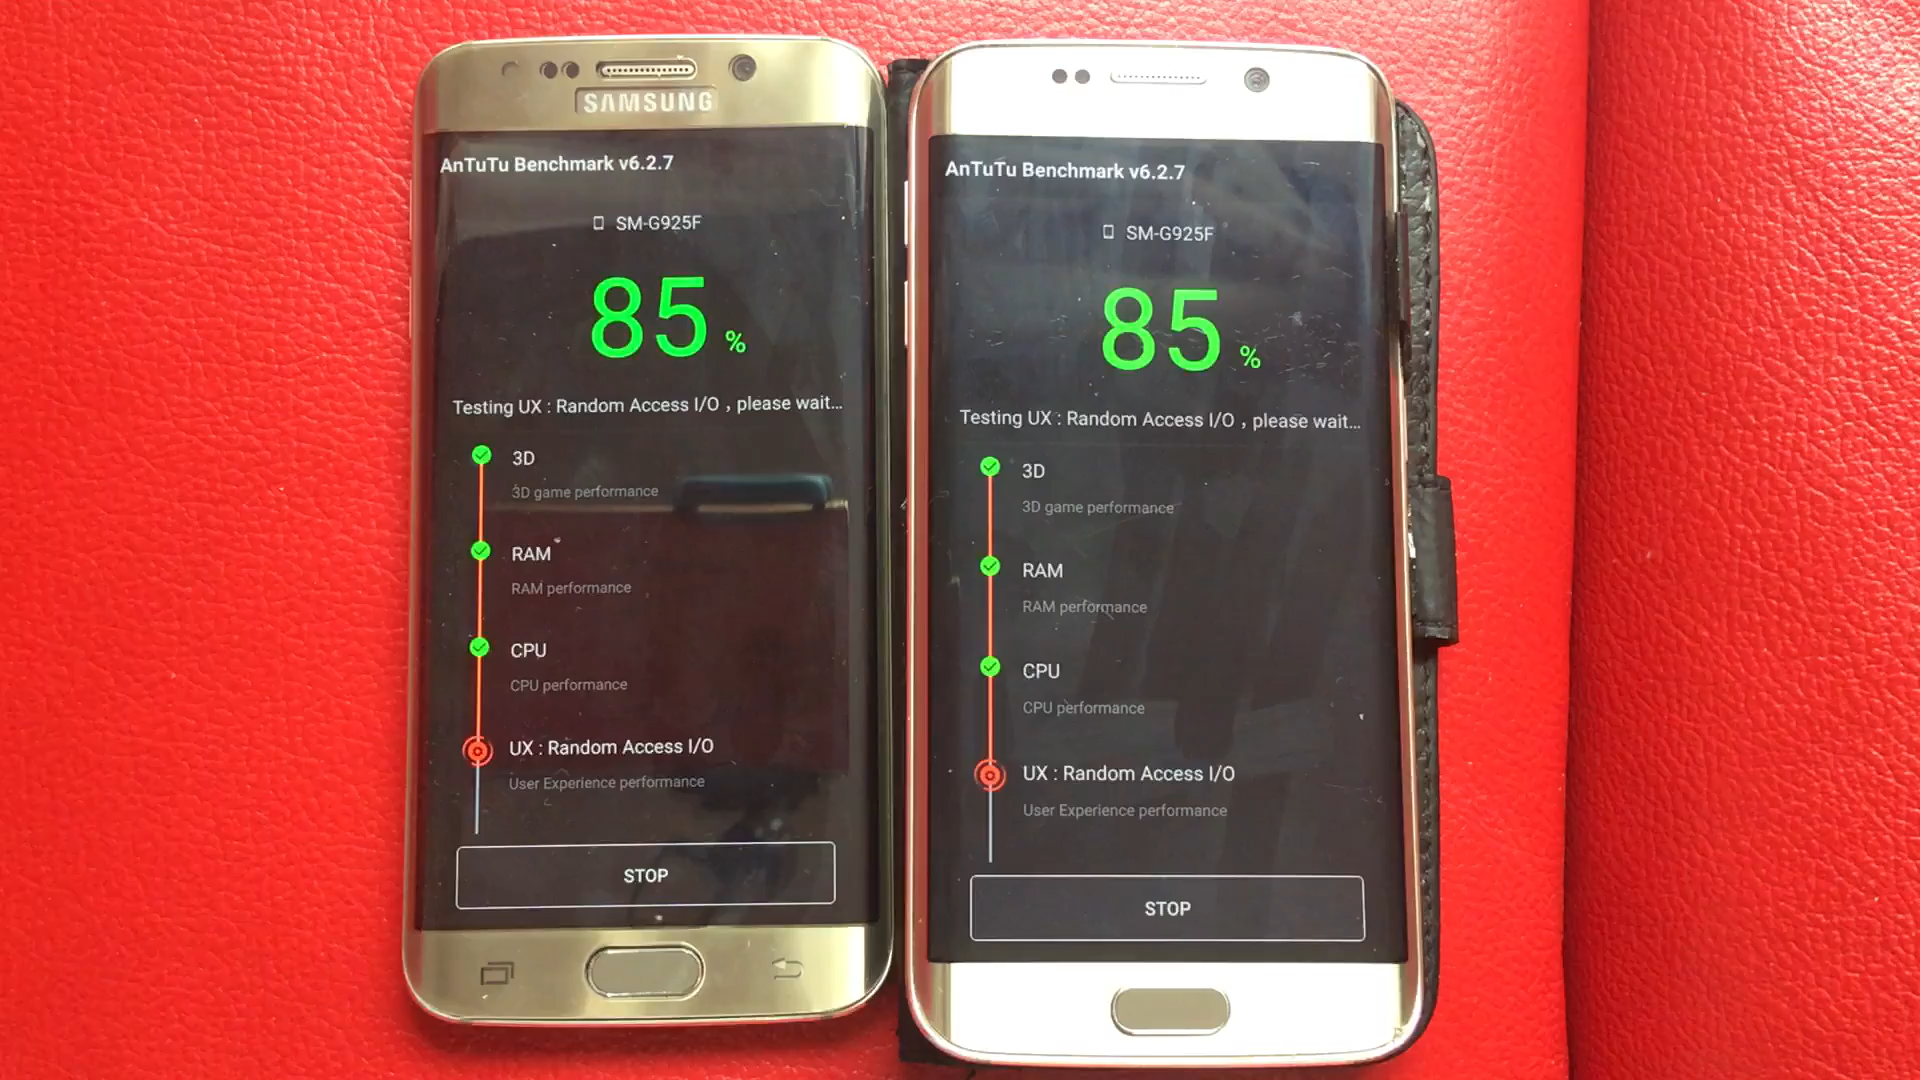 SAMSUNG
AnTuTu Benchmark v6.2.7
SM-G925F
85 %
Testing UX : Random Access I/O , please wait...
3D
3D game performance
RAM
RAM performance
CPU
CPU performance
UX : Random Access I/O
User Experience performance
STOP
AnTuTu Benchmark v6.2.7
SM-G925F
85 %
Testing UX : Random Access I/O , please wait...
3D
3D game performance
RAM
RAM performance
CPU
CPU performance
UX : Random Access I/O
User Experience performance
STOP